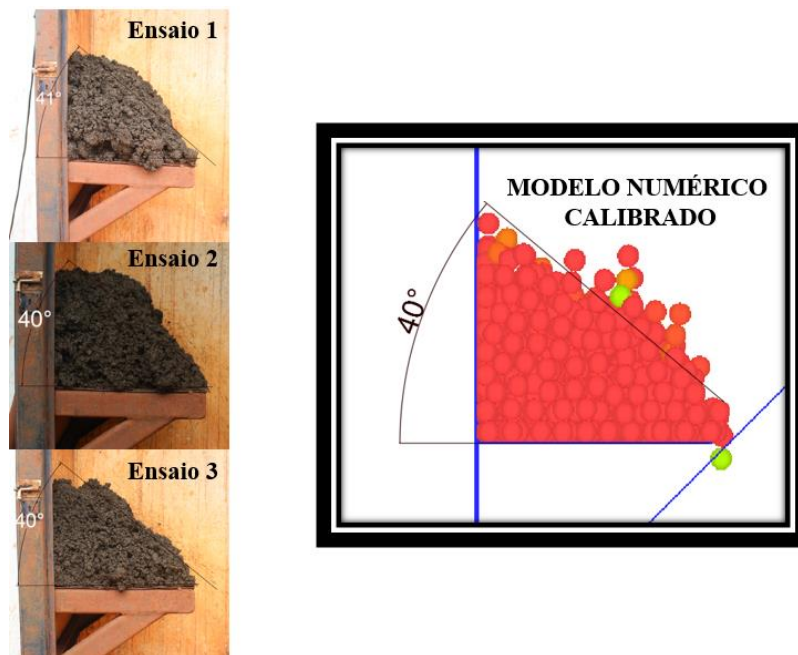 Ensaio 1
41°
Ensaio 2
40°
Ensaio 3
40°
MODELO NUMÉRICO
CALIBRADO
40°